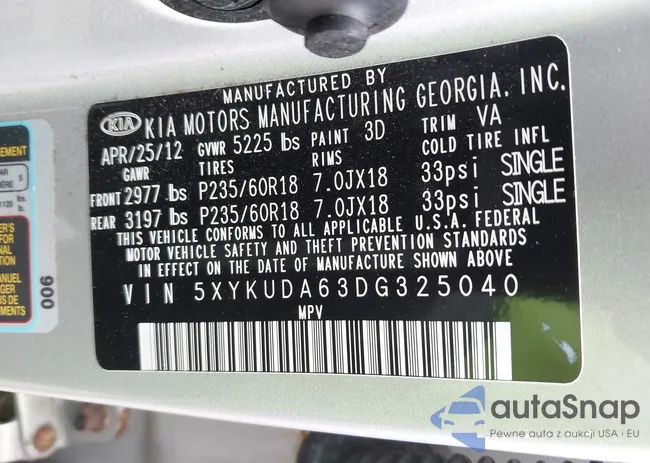 MANUFACTURED BY
KIA KIA MOTORS MANUFACTURING GEORGIA, INC.
APR/25/12 GVWR 5225 lbs PAINT 3D TRIM VA
GAWR TIRES RIMS COLD TIRE INFL
FRONT 2977 lbs P235/60R18 7.0JX18 33psi SINGLE
REAR 3197 lbs P235/60R18 7.0JX18 33psi SINGLE
THIS VEHICLE CONFORMS TO ALL APPLICABLE U.S.A. FEDERAL
MOTOR VEHICLE SAFETY AND THEFT PREVENTION STANDARDS
IN EFFECT ON THE DATE OF MANUFACTURE SHOWN ABOVE
VIN 5XYKUDA63DG325040
MPV
5
006
autaSnap
Pewne auta z aukcji USA i EU